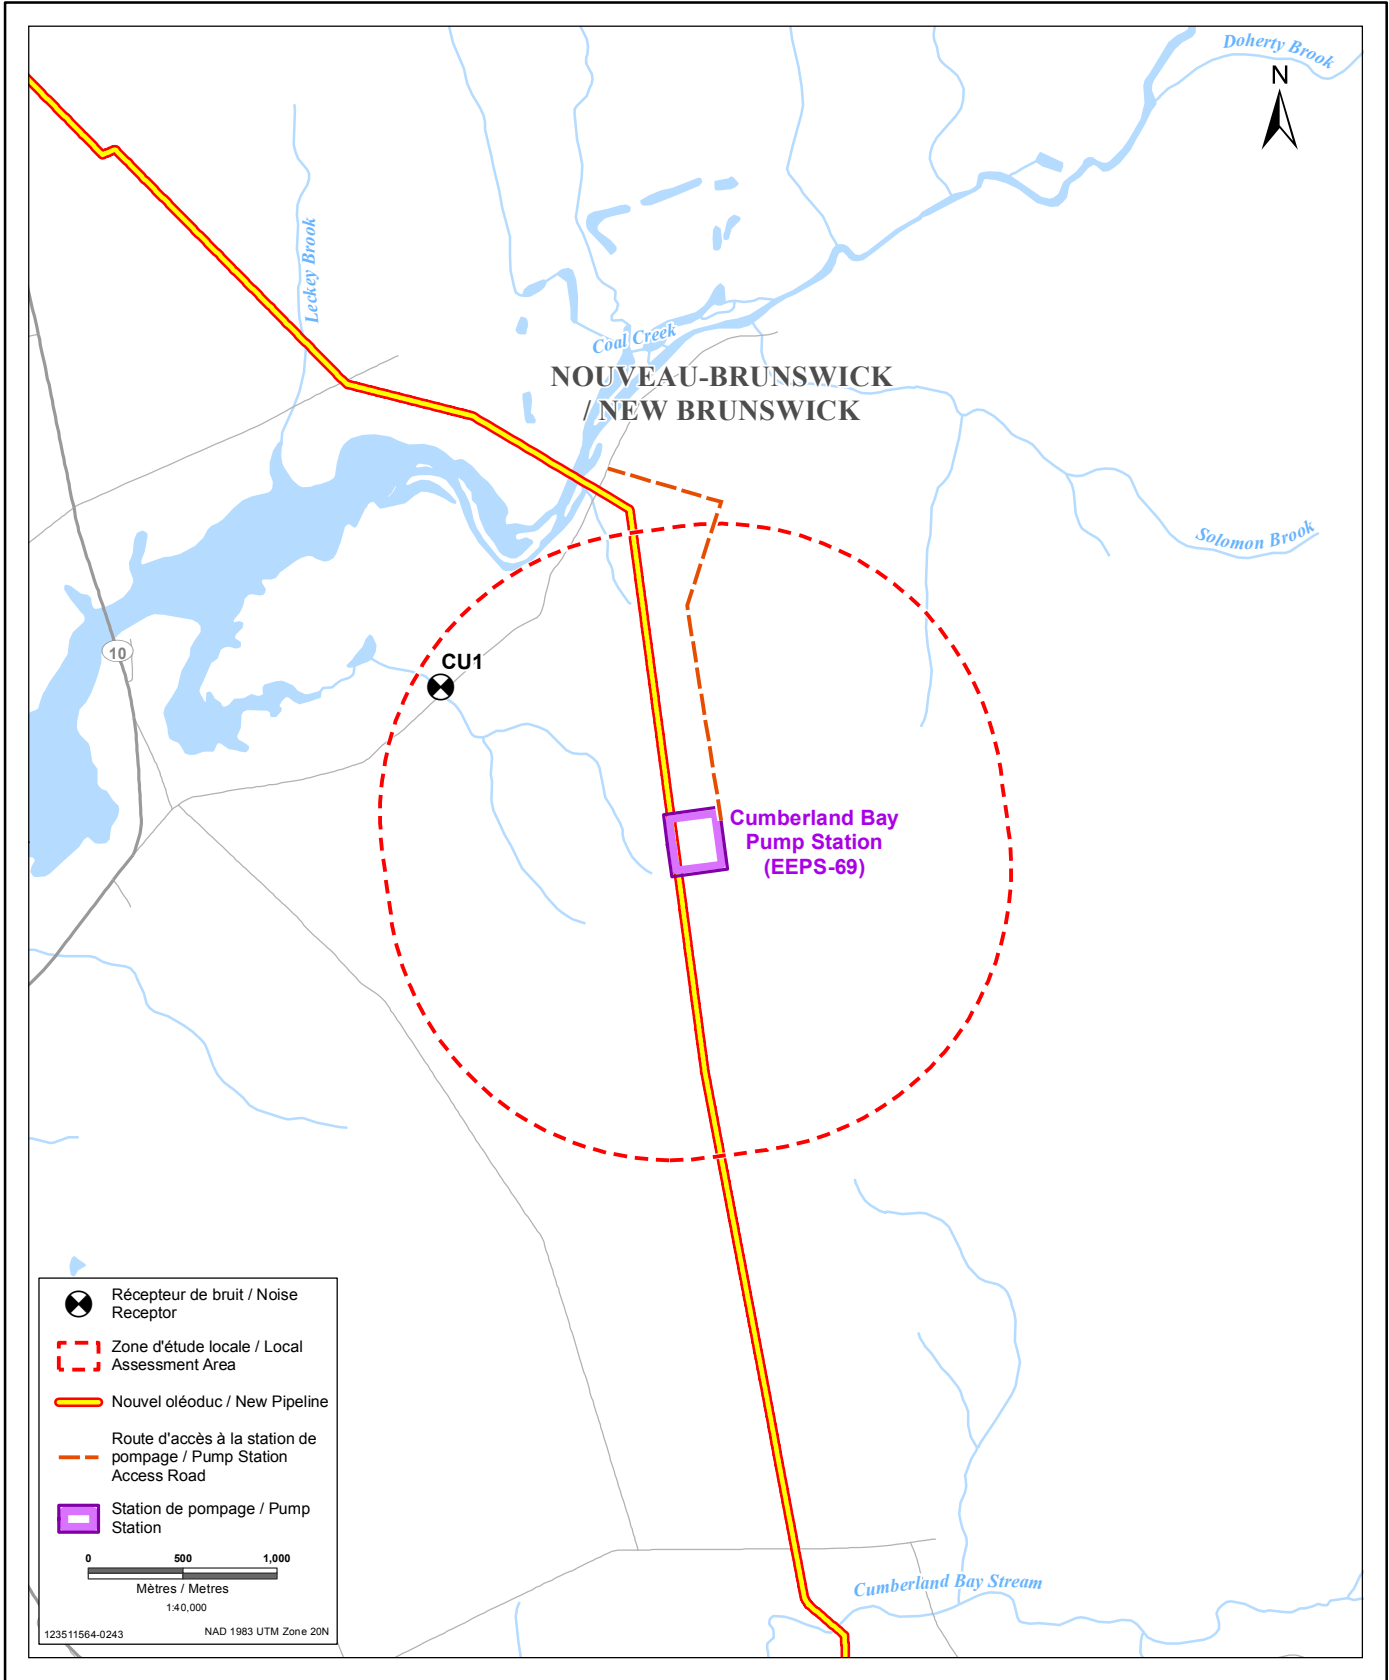 Doherty Brook
N
Leckey Brook
Coal Creek
NOUVEAU-BRUNSWICK
/ NEW BRUNSWICK
Solomon Brook
10
CU1
Cumberland Bay
Pump Station
(EEPS-69)
Récepteur de bruit / Noise
Receptor
Zone d'étude locale / Local
Assessment Area
Nouvel oléoduc / New Pipeline
Route d'accès à la station de
pompage / Pump Station
Access Road
Station de pompage / Pump
Station
0 500 1,000
Mètres / Metres
1:40,000
123511564-0243 NAD 1983 UTM Zone 20N
Cumberland Bay Stream